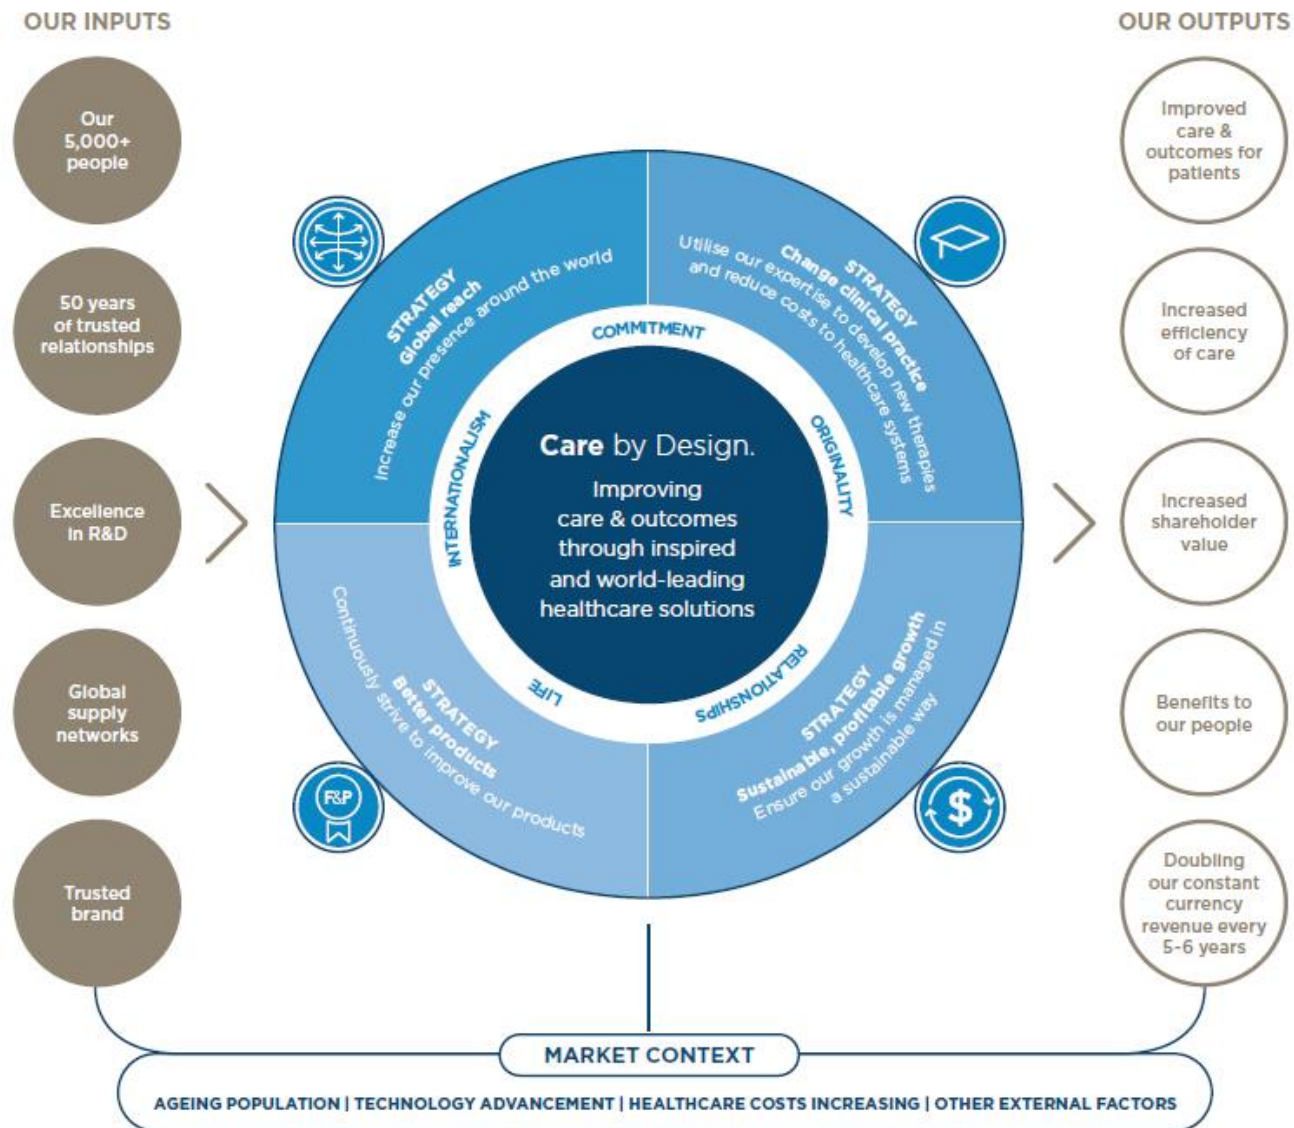 OUR INPUTS
Our
5,000+
people
50 years
of trusted
relationships
Excellence
in R&D
Global
supply
networks
Trusted
brand
STRATEGY
Global reach
Increase our presence around the world
STRATEGY
Change clinical practice
Utilise our expertise to develop new therapies
and reduce costs to healthcare systems
STRATEGY
Better products
Continuously strive to improve our products
F&P
STRATEGY
Sustainable, profitable growth
Ensure our growth is managed in
a sustainable way
$
COMMITMENT
ORIGINALITY
RELATIONSHIPS
LIFE
INTERNATIONALISM
Care by Design.
Improving
care & outcomes
through inspired
and world-leading
healthcare solutions
OUR OUTPUTS
Improved
care &
outcomes for
patients
Increased
efficiency
of care
Increased
shareholder
value
Benefits to
our people
Doubling
our constant
currency
revenue every
5-6 years
MARKET CONTEXT
AGEING POPULATION | TECHNOLOGY ADVANCEMENT | HEALTHCARE COSTS INCREASING | OTHER EXTERNAL FACTORS